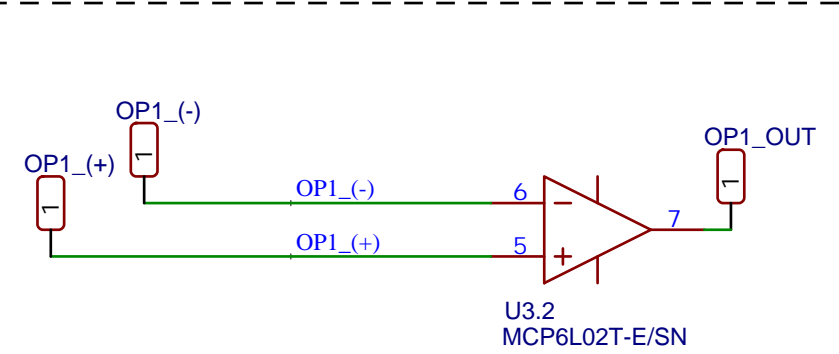 OP1_(-)
OP1_(+)
1
1
OP1_OUT
1
OP1_(-)
6
OP1_(+)
5
7
U3.2
MCP6L02T-E/SN